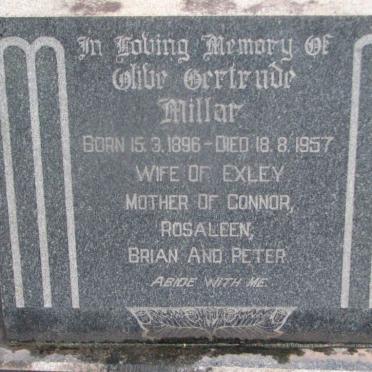 In Loving Memory Of
Olive Gertrude
Millar
BORN 15.3.1896 - DIED 18.8.1957
WIFE OF EXLEY
MOTHER OF CONNOR,
ROSALEEN,
BRIAN AND PETER
ABIDE WITH ME